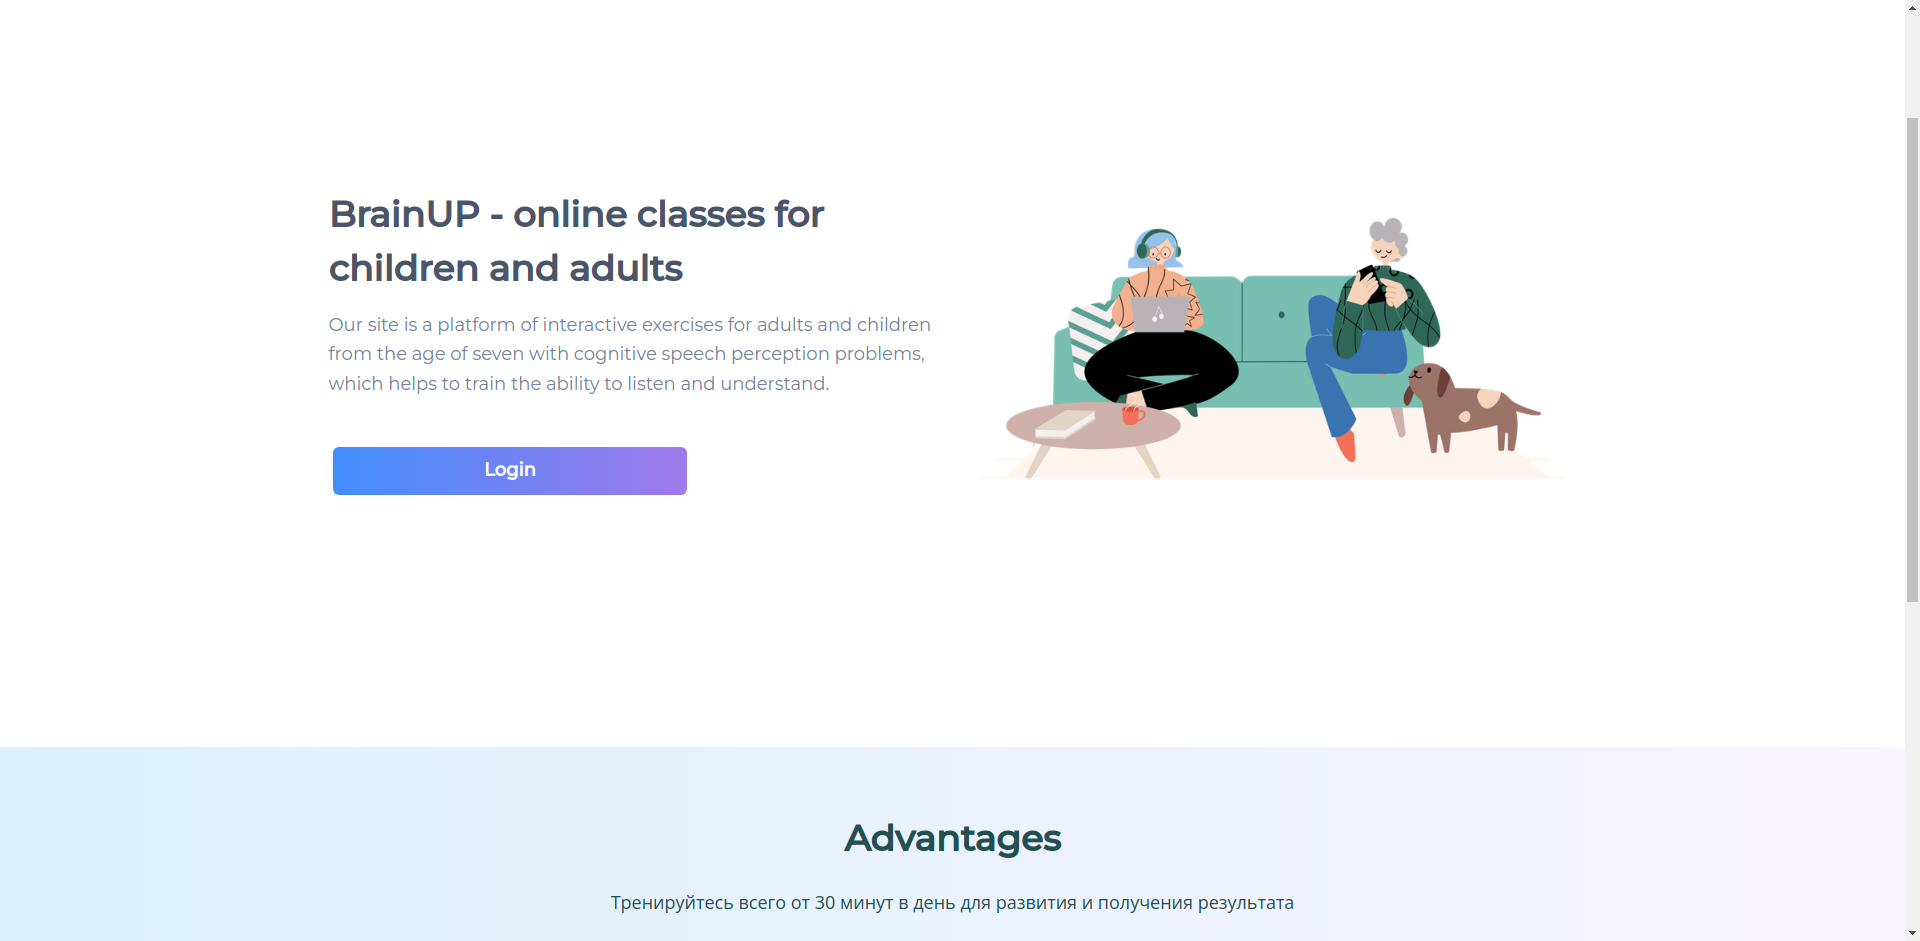 BrainUP - online classes for
children and adults
Our site is a platform of interactive exercises for adults and children
from the age of seven with cognitive speech perception problems,
which helps to train the ability to listen and understand.
Login
Advantages
Тренируйтесь всего от 30 минут в день для развития и получения результата